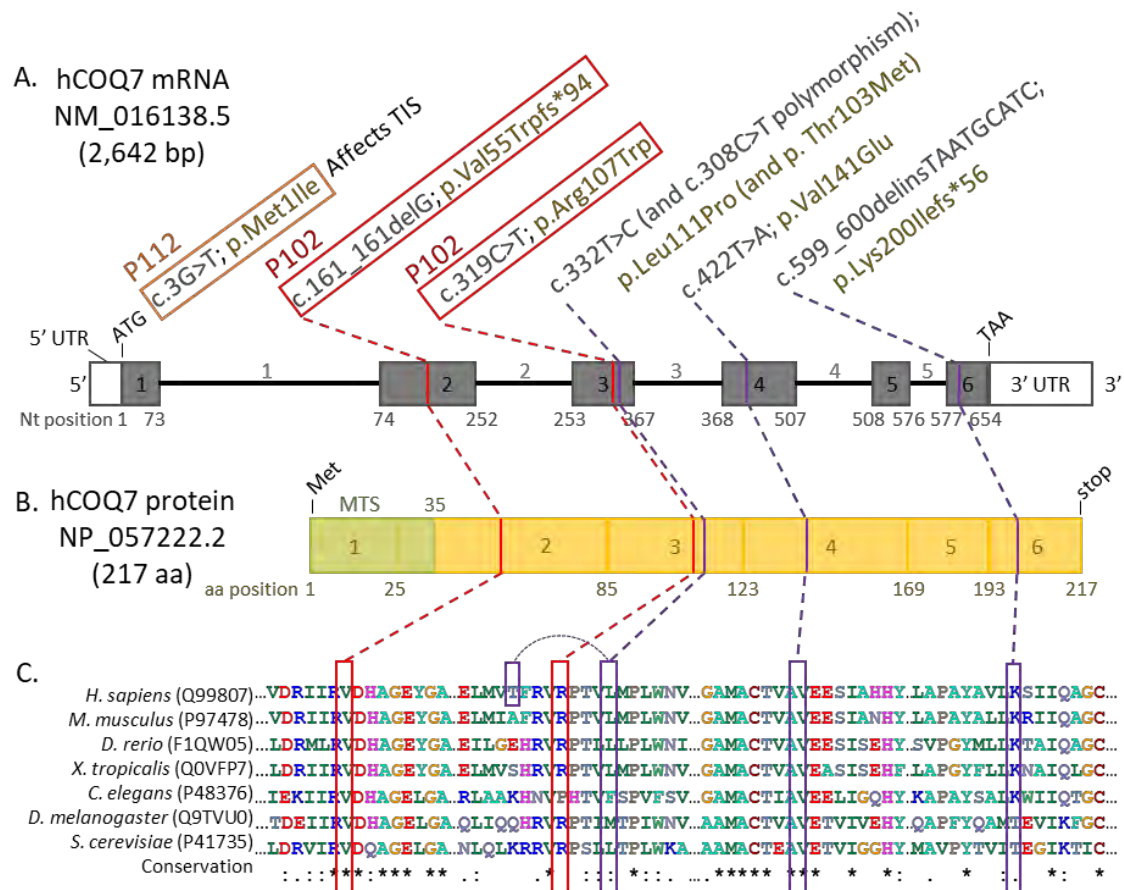 A. hCOQ7 mRNA
NM_016138.5
(2,642 bp)
P112
c.3G>T; p.Met1Ile
Affects TIS
P102
c.161_161delG; p.Val55Trpfs*94
P102
c.319C>T; p.Arg107Trp
c.332T>C (and c.308C>T polymorphism);
p.Leu111Pro (and p. Thr103Met)
c.422T>A; p.Val141Glu
c.599_600delinsTAATGCATC;
p.Lys200Ilefs*56
5' UTR
ATG
TAA
5' 1 1 2 2 3 3 4 4 5 5 6 3' UTR 3'
Nt position 1 73 74 252 253 367 368 507 508 576 577 654
Met
stop
B. hCOQ7 protein
NP_057222.2
(217 aa)
MTS 35
1 2 3 4 5 6
aa position 1 25 85 123 169 193 217
C.
H. sapiens (Q99807) ...VDRIIRVDHAGEYGA..ELMVTFRVRPTVLMPLWNV..GAMACTVAVEESIAHHY.LAPAYAVLKSIIQAGC...
M. musculus (P97478) ...VDRIIRVDHAGEYGA..ELMIAFRVRPTVLMPLWNV..GAMACTVAVEESIANHY.LAPAYALLKRIIQAGC...
D. rerio (F1QW05) ...LDRMLRVDHAGEYGA..EILGEHRVRPTILLPLWNI..GAMACTVAVEESISEHY.SVPGYMLLKTAIQAGC...
X. tropicalis (Q0VFP7) ...LDRIIRVDHAGEYGA..ELMVSHRVRPTVLLPLWNV..GAMACTVAVEASISEHF.LAPGYFLLKNAIQLGC...
C. elegans (P48376) ...IEKIIRVDHAGELGA..RLAAKHNVPHTVFSPVFSV..GAMACTIAVEELIGQHY.KAPAYSALKWIIQTGC...
D. melanogaster (Q9TVU0) ...TDEIIRVDHAGELGA..QLIQQHRVRPTIMTPIWNV..GAMACTVAVETVIVEHY.QAPFYQAMTEVIKFGC...
S. cerevisiae (P41735) ...LDRVIRVDQAGELGA..NLQLKRRVRPSLLTPLWKA..AAMACTEAVETVIGGHY.MAVPYTVITEGIKTIC...
Conservation